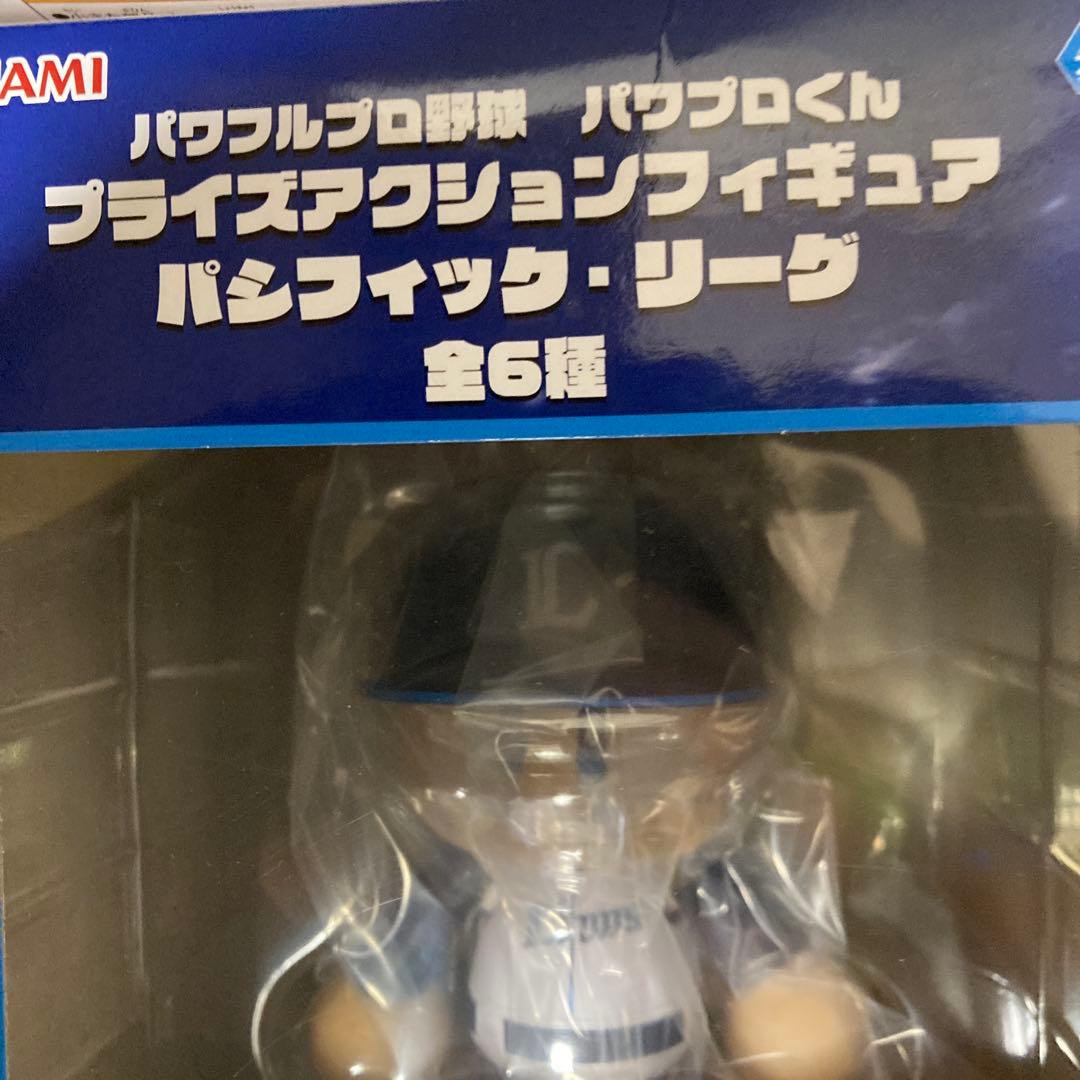 NAMI
パワフルプロ野球 パワプロくん
プライズアクションフィギュア
パシフィック・リーグ
全6種
L
Lions